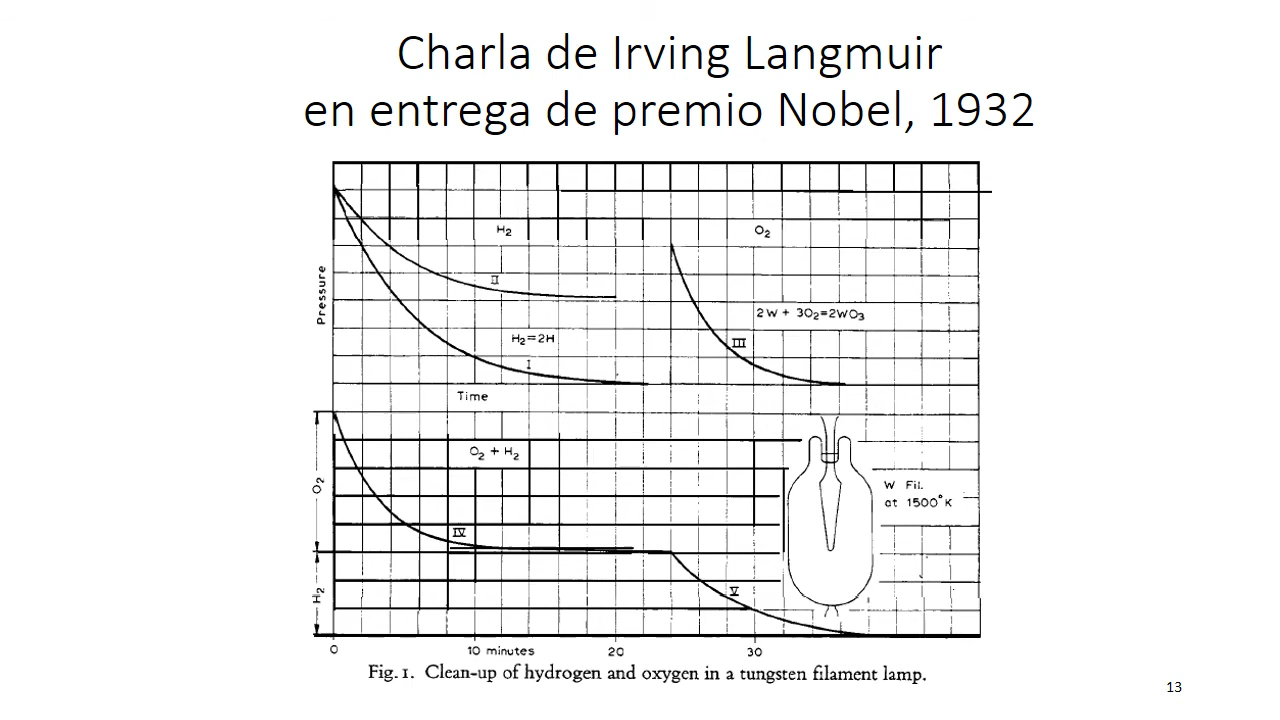 Charla de Irving Langmuir
en entrega de premio Nobel, 1932
H₂
O₂
Pressure
II
2W + 3O₂=2WO₃
III
H₂=2H
I
Time
O₂ + H₂
O₂
W Fil.
at 1500°K
IV
V
H₂
0
10 minutes
20
30
Fig. 1. Clean-up of hydrogen and oxygen in a tungsten filament lamp.
13